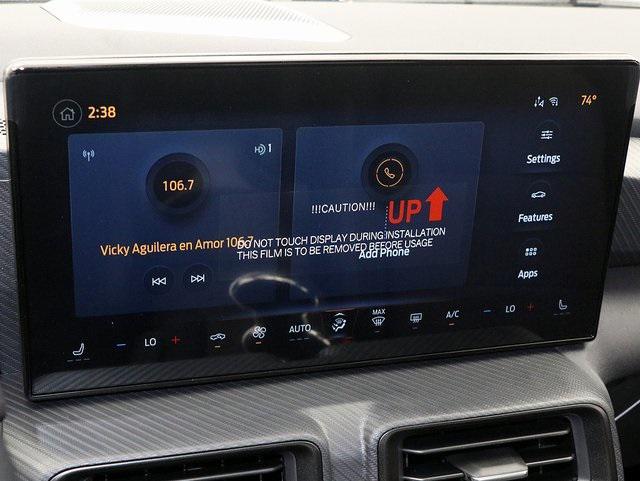 2:38
74°
HD 1
106.7
Vicky Aguilera en Amor 106.7
!!!CAUTION!!!
UP
DO NOT TOUCH DISPLAY DURING INSTALLATION
THIS FILM IS TO BE REMOVED BEFORE USAGE
Add Phone
Settings
Features
Apps
LO
AUTO
MAX
A/C
LO